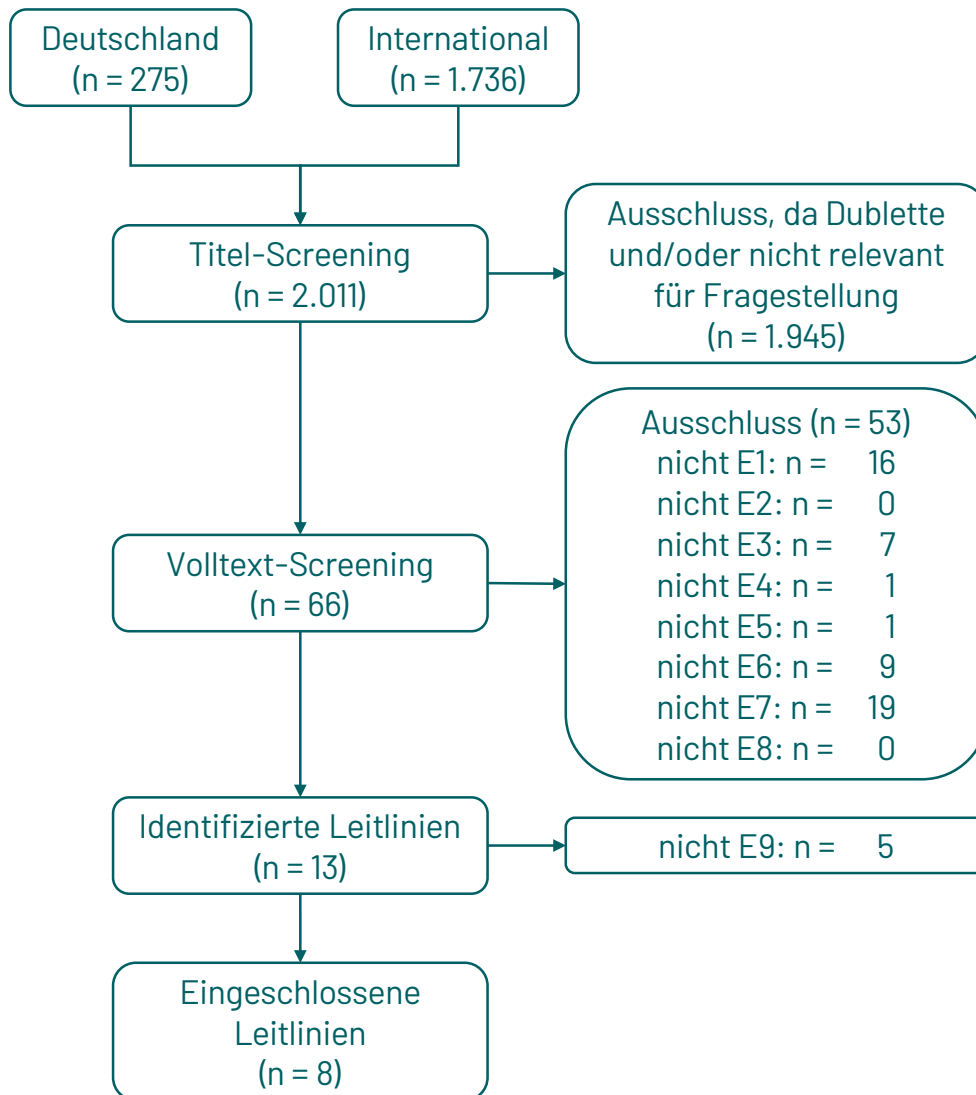 Deutschland
(n = 275)
International
(n = 1.736)
Titel-Screening
(n = 2.011)
Ausschluss, da Dublette
und/oder nicht relevant
für Fragestellung
(n = 1.945)
Volltext-Screening
(n = 66)
Ausschluss (n = 53)
nicht E1: n = 16
nicht E2: n = 0
nicht E3: n = 7
nicht E4: n = 1
nicht E5: n = 1
nicht E6: n = 9
nicht E7: n = 19
nicht E8: n = 0
Identifizierte Leitlinien
(n = 13)
nicht E9: n = 5
Eingeschlossene
Leitlinien
(n = 8)